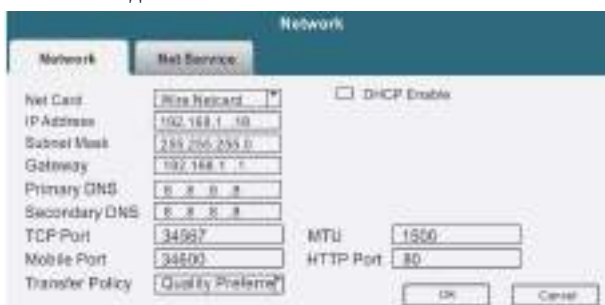 Network
Network Net Service
Net Card Wire Netcard DHCP Enable
IP Address 192.168.1 .10
Subnet Mask 255.255.255.0
Gateway 192.168.1 .1
Primary DNS 8 .8 .8 .8
Secondary DNS 8 .8 .8 .8
TCP Port 34567 MTU 1500
Mobile Port 34600 HTTP Port 80
Transfer Policy Quality Preferre
OK Cancel